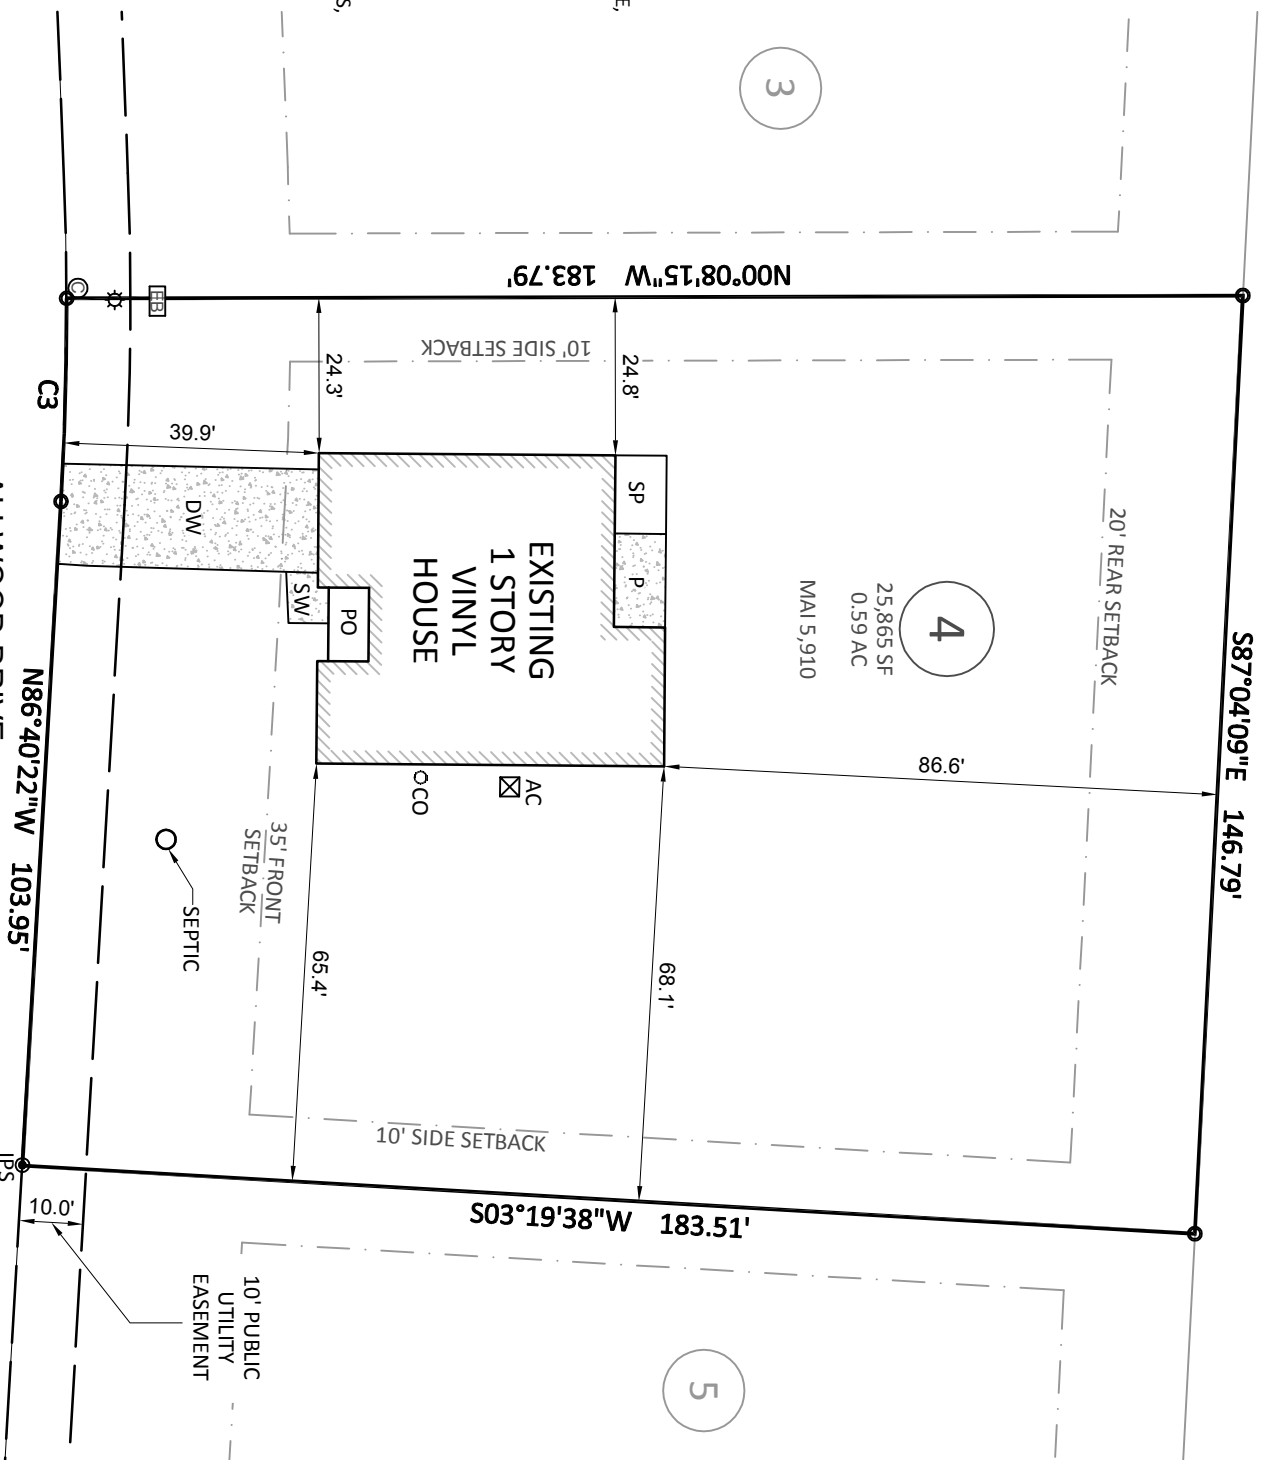 3
N00°08'15"W 183.79'
S87°04'09"E 146.79'
S03°19'38"W 183.51'
N86°40'22"W 103.95'
C3
C
EB
10' SIDE SETBACK
24.3'
24.8'
39.9'
DW
SW
PO
SP
P
EXISTING
1 STORY
VINYL
HOUSE
20' REAR SETBACK
4
25,865 SF
0.59 AC
MAI 5,910
86.6'
AC
CO
35' FRONT
SETBACK
SEPTIC
65.4'
68.1'
10' SIDE SETBACK
IPS
10.0'
10' PUBLIC
UTILITY
EASEMENT
5